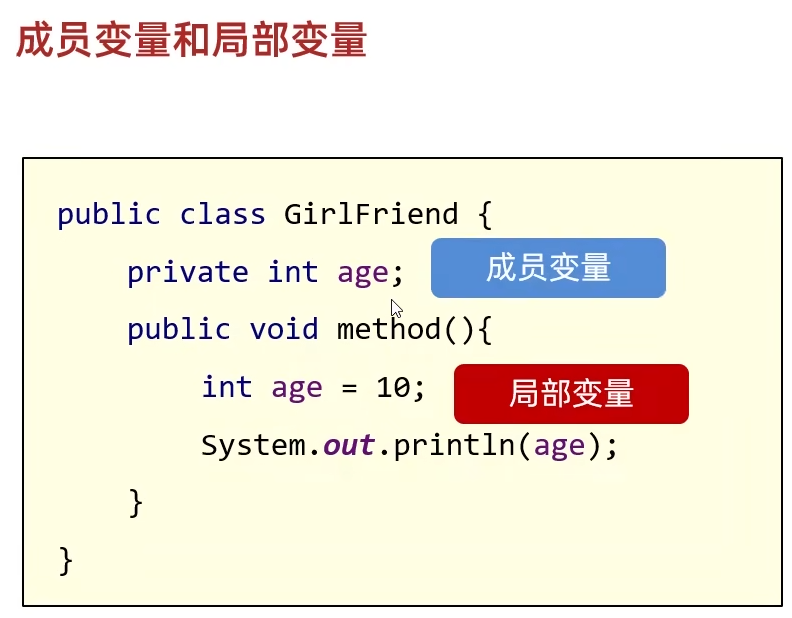 成员变量和局部变量
public class GirlFriend {
private int age;
成员变量
public void method(){
int age = 10;
局部变量
System.out.println(age);
}
}